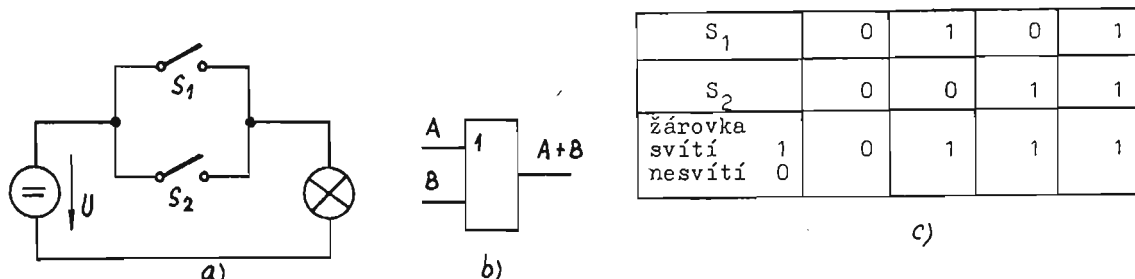 S₁
S₂
U
a)
A
B
1
A+B
b)
S₁ 0 1 0 1
S₂ 0 0 1 1
žárovka
svítí 1 0 1 1 1
nesvítí 0
c)